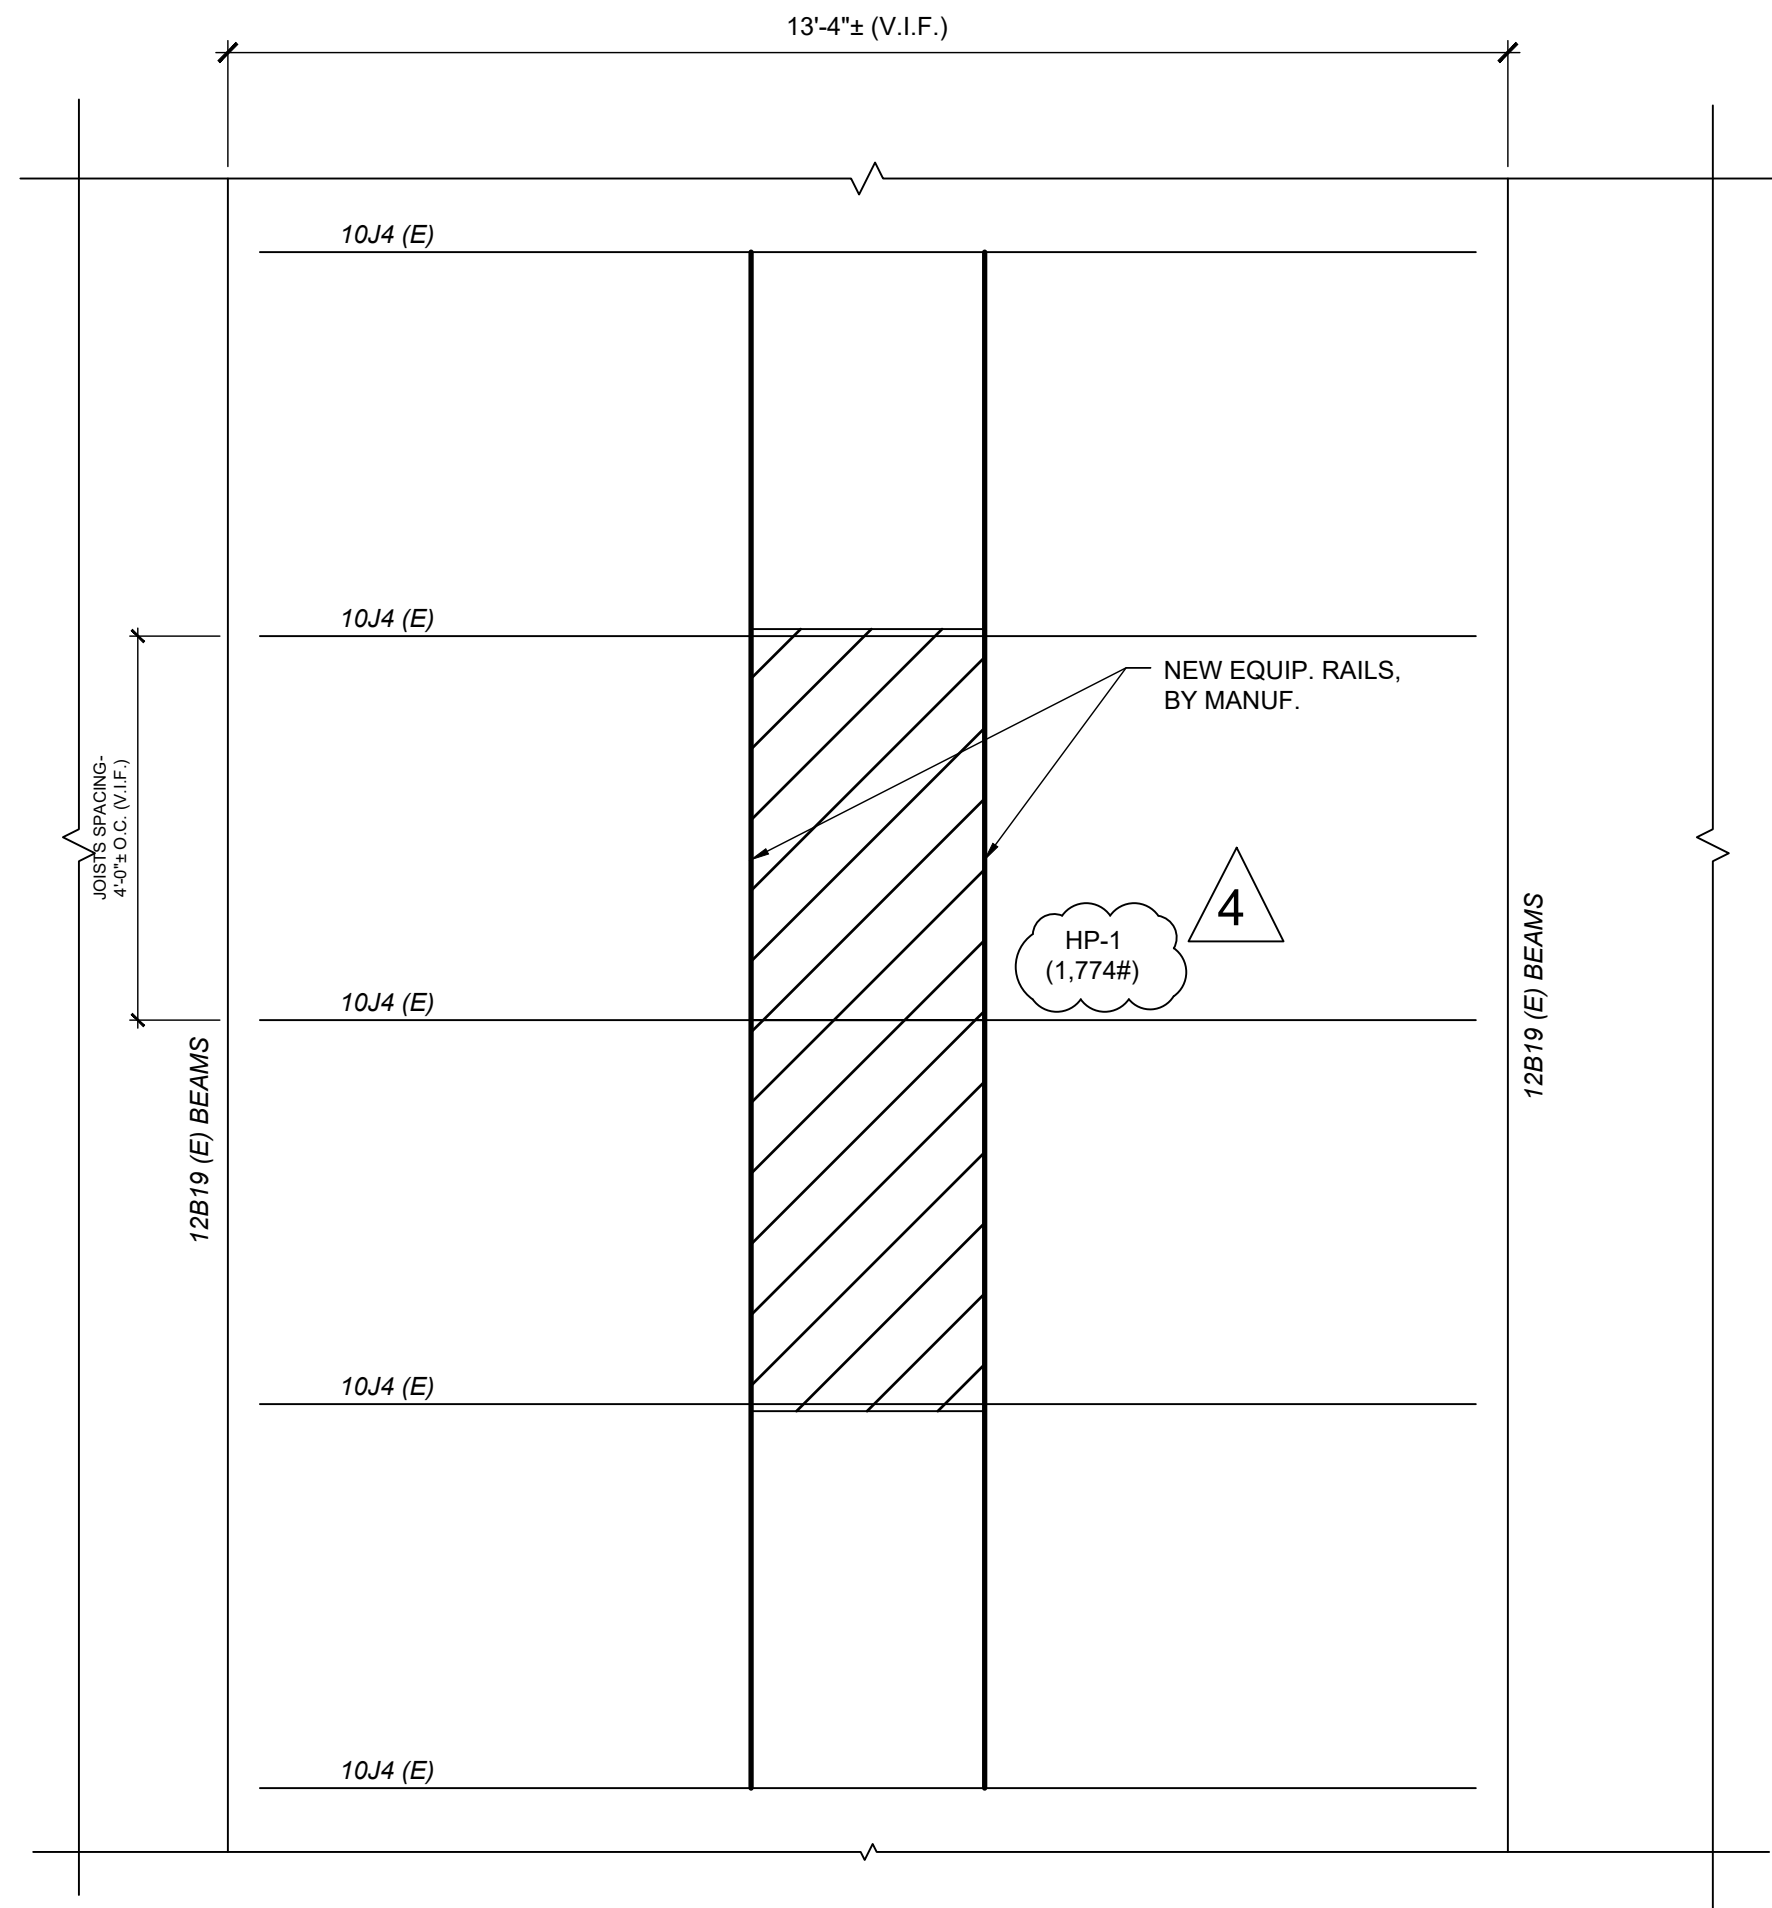 13'-4"± (V.I.F.)
10J4 (E)
10J4 (E)
NEW EQUIP. RAILS,
BY MANUF.
JOISTS SPACING-
4'-0"± O.C. (V.I.F.)
4
HP-1
(1,774#)
12B19 (E) BEAMS
10J4 (E)
12B19 (E) BEAMS
10J4 (E)
10J4 (E)